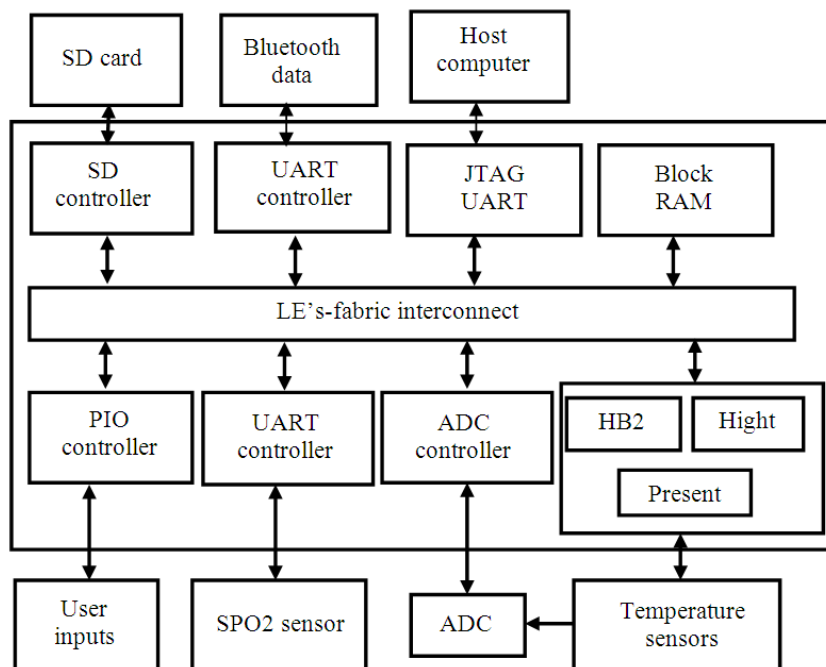 SD card
Bluetooth
data
Host
computer
SD
controller
UART
controller
JTAG
UART
Block
RAM
LE's-fabric interconnect
PIO
controller
UART
controller
ADC
controller
HB2
Hight
Present
User
inputs
SPO2 sensor
ADC
Temperature
sensors